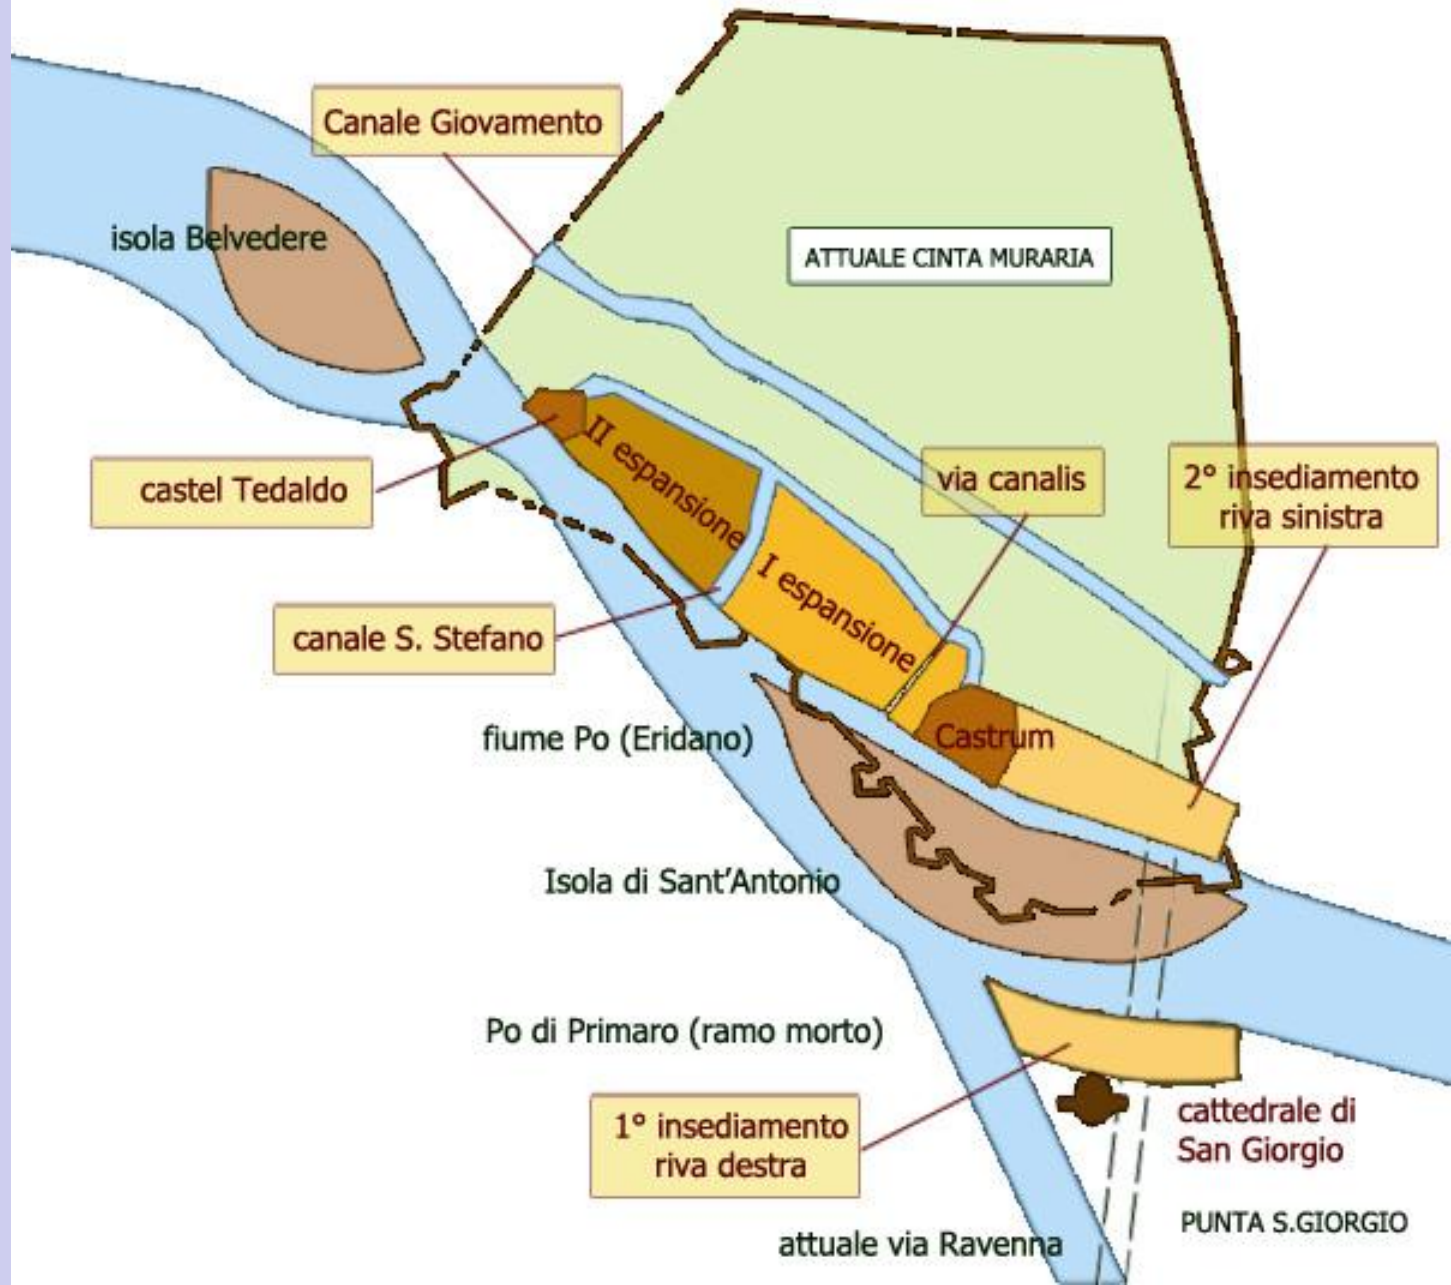 Canale Giovamento
isola Belvedere
ATTUALE CINTA MURARIA
castel Tedaldo
II espansione
via canalis
2° insediamento
riva sinistra
I espansione
canale S. Stefano
fiume Po (Eridano)
Castrum
Isola di Sant'Antonio
Po di Primaro (ramo morto)
1° insediamento
riva destra
cattedrale di
San Giorgio
PUNTA S.GIORGIO
attuale via Ravenna